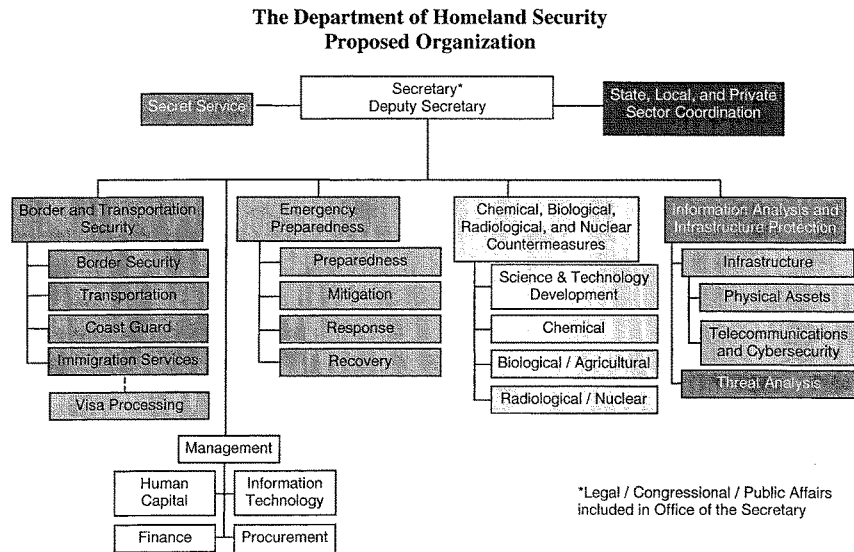 The Department of Homeland Security
Proposed Organization
Secret Service
Secretary*
Deputy Secretary
State, Local, and Private
Sector Coordination
Border and Transportation
Security
Border Security
Transportation
Coast Guard
Immigration Services
Visa Processing
Emergency
Preparedness
Preparedness
Mitigation
Response
Recovery
Chemical, Biological,
Radiological, and Nuclear
Countermeasures
Science & Technology
Development
Chemical
Biological / Agricultural
Radiological / Nuclear
Information Analysis and
Infrastructure Protection
Infrastructure
Physical Assets
Telecommunications
and Cybersecurity
Threat Analysis
Management
Human
Capital
Information
Technology
Finance
Procurement
*Legal / Congressional / Public Affairs
included in Office of the Secretary